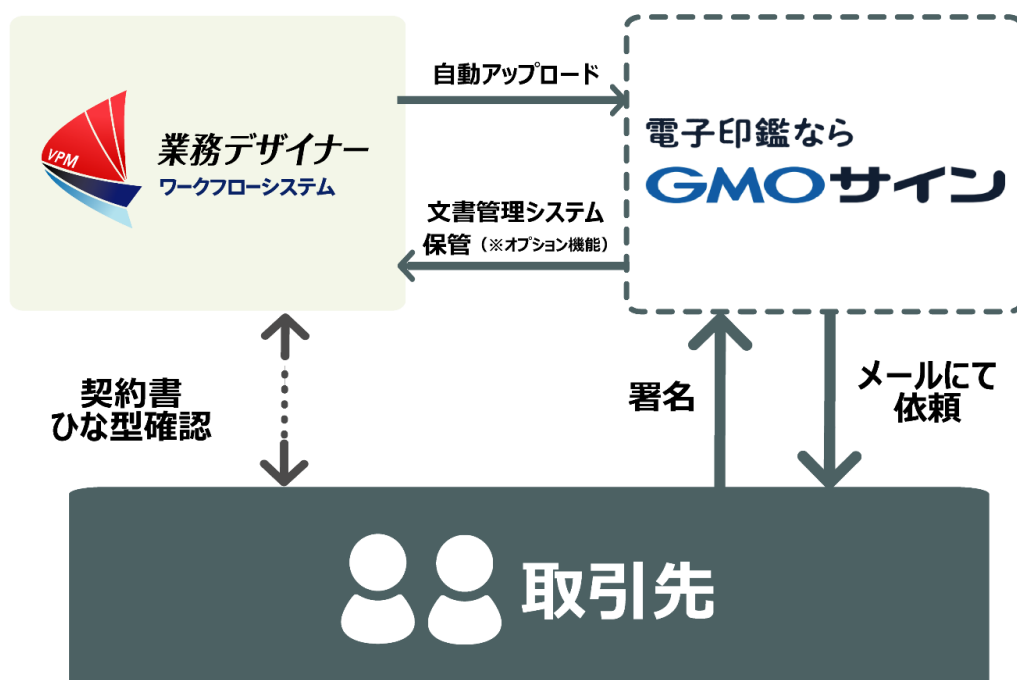 自動アップロード
VPM
業務デザイナー
ワークフローシステム
電子印鑑なら
GMOサイン
文書管理システム
保管（※オプション機能）
契約書
ひな型確認
署名
メールにて
依頼
取引先